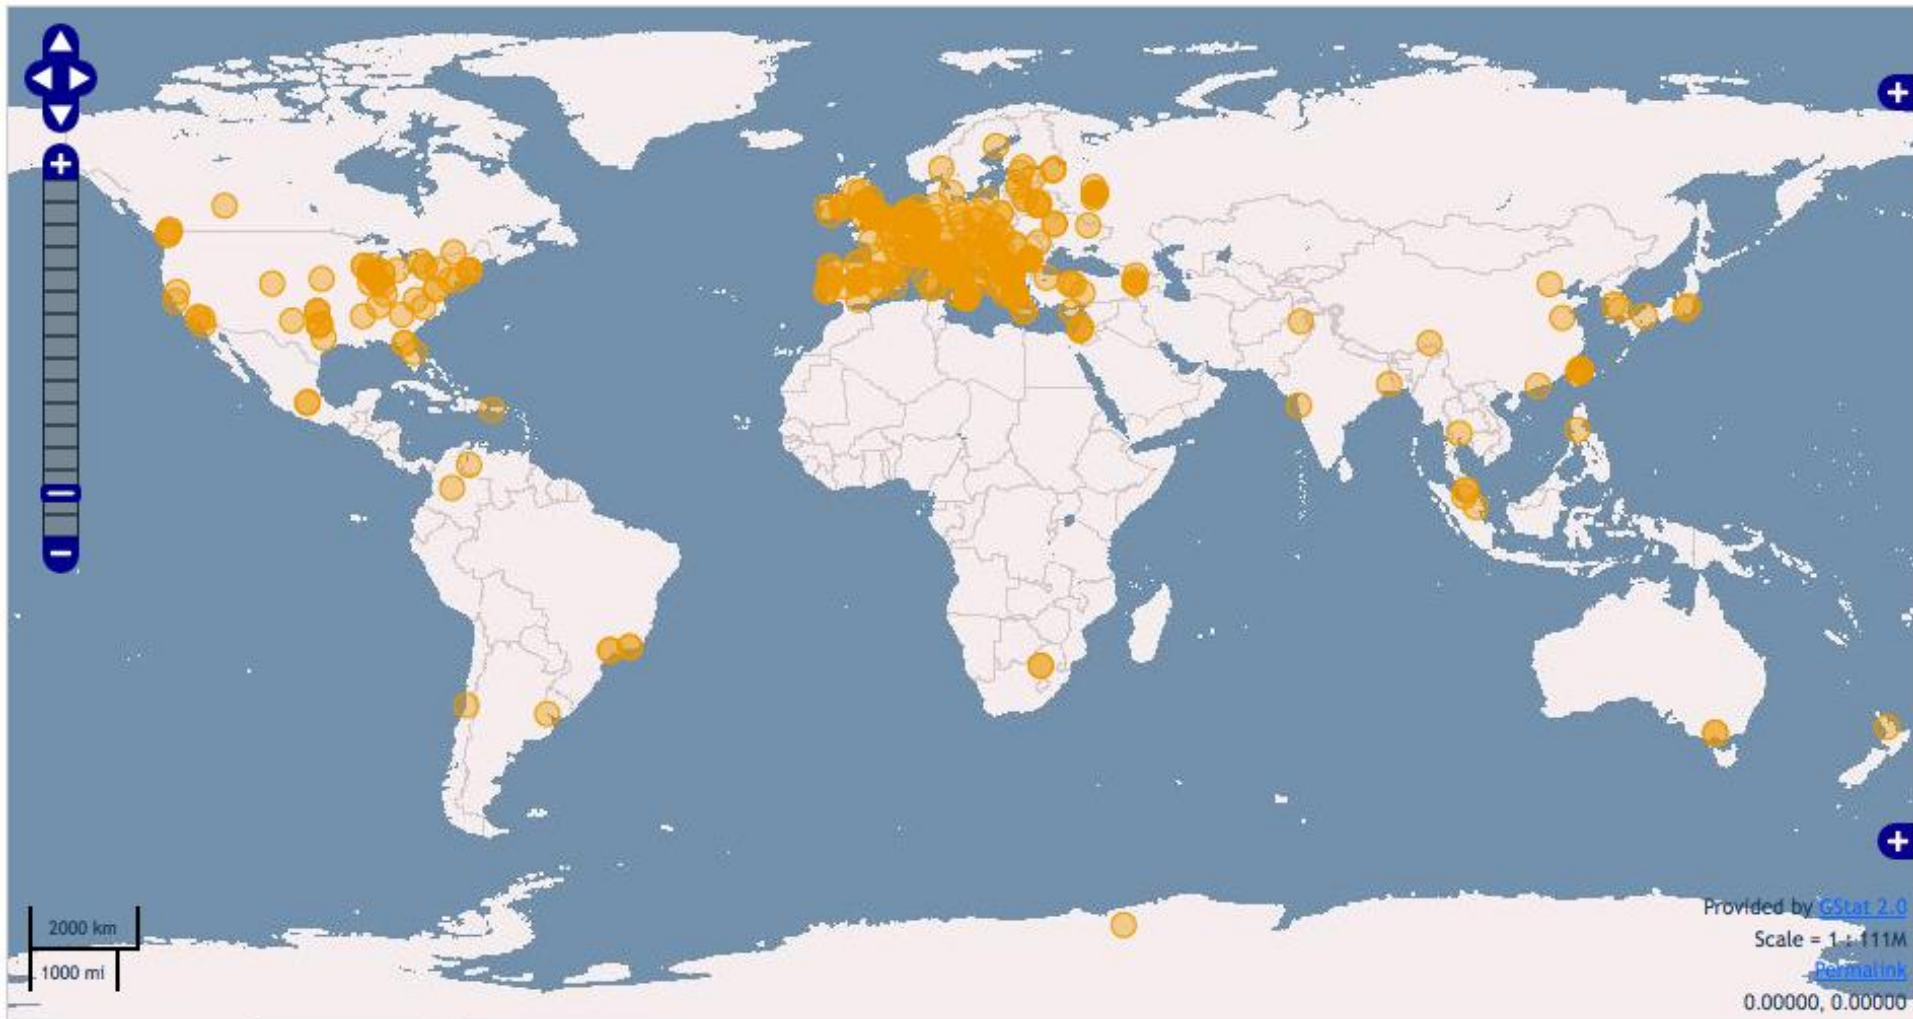 2000 km
1000 mi
Provided by GStat 2.0
Scale = 1 : 111M
Permalink
0.00000, 0.00000